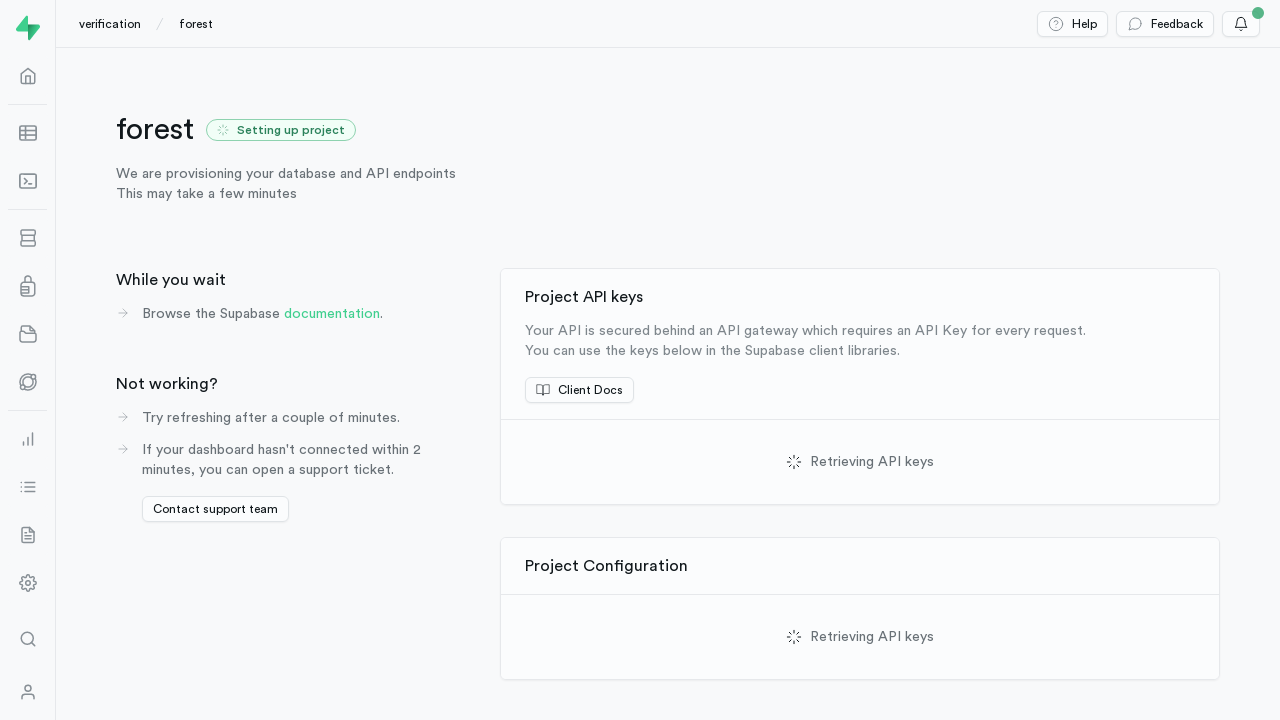 verification / forest
Help
Feedback
forest
Setting up project
We are provisioning your database and API endpoints
This may take a few minutes
While you wait
Browse the Supabase documentation.
Not working?
Try refreshing after a couple of minutes.
If your dashboard hasn't connected within 2
minutes, you can open a support ticket.
Contact support team
Project API keys
Your API is secured behind an API gateway which requires an API Key for every request.
You can use the keys below in the Supabase client libraries.
Client Docs
Retrieving API keys
Project Configuration
Retrieving API keys